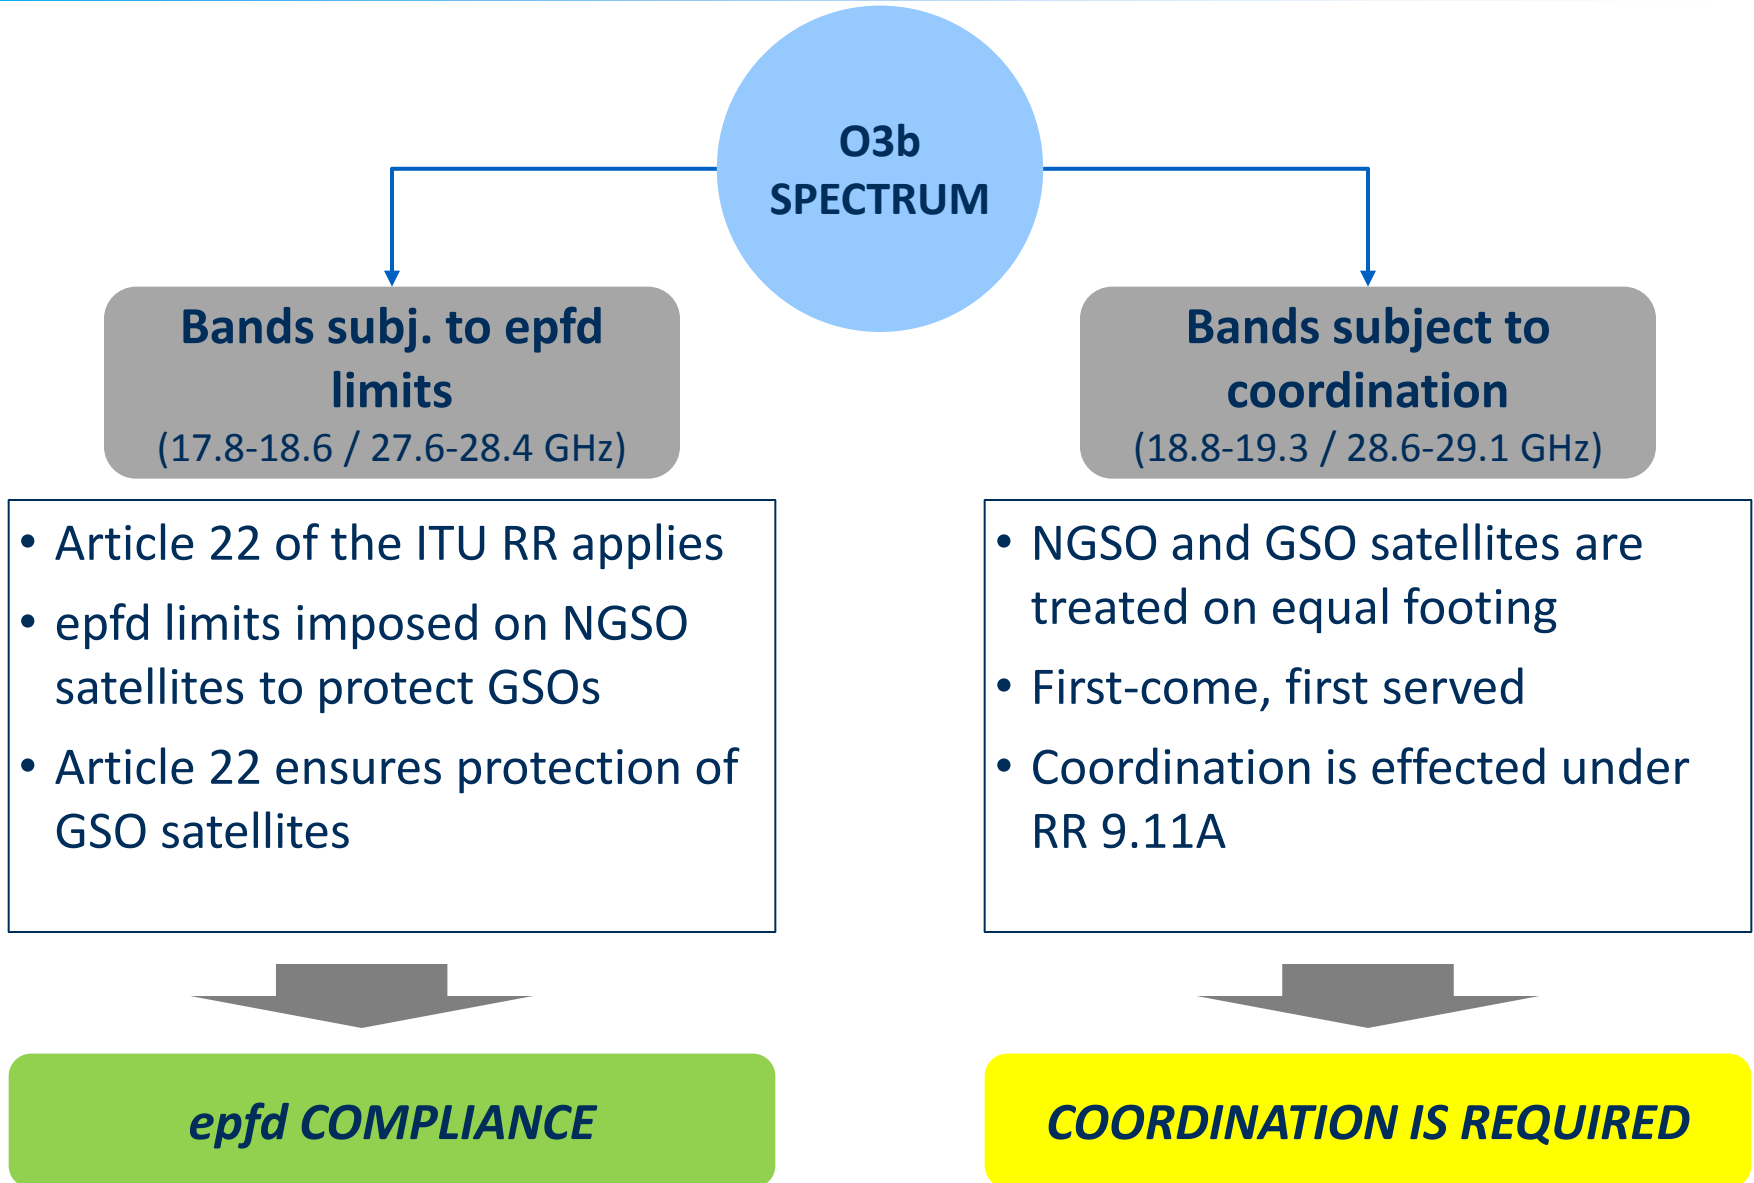 O3b
SPECTRUM
Bands subj. to epfd
limits
(17.8-18.6 / 27.6-28.4 GHz)
• Article 22 of the ITU RR applies
• epfd limits imposed on NGSO
satellites to protect GSOs
• Article 22 ensures protection of
GSO satellites
epfd COMPLIANCE
Bands subject to
coordination
(18.8-19.3 / 28.6-29.1 GHz)
• NGSO and GSO satellites are
treated on equal footing
• First-come, first served
• Coordination is effected under
RR 9.11A
COORDINATION IS REQUIRED